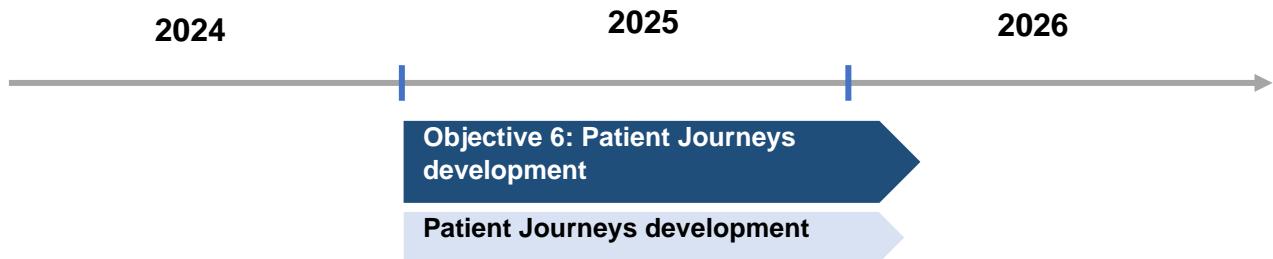 2024
2025
2026
Objective 6: Patient Journeys
development
Patient Journeys development